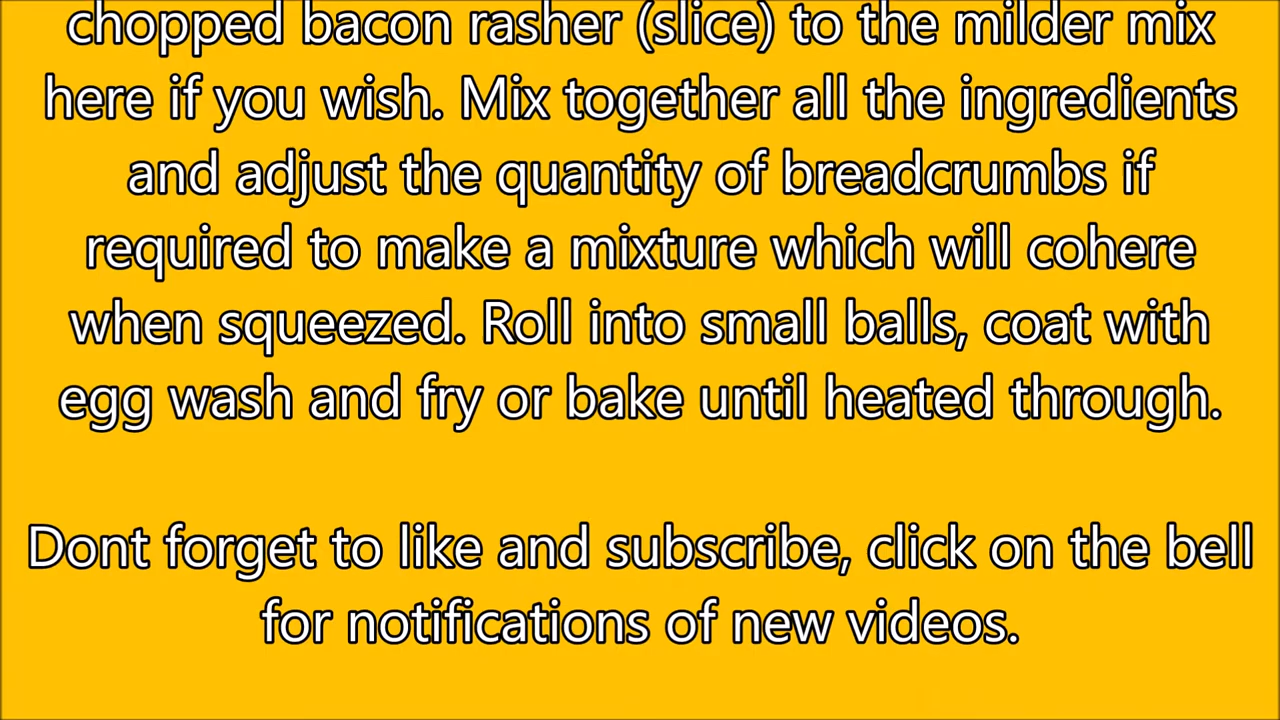 chopped bacon rasher (slice) to the milder mix
here if you wish. Mix together all the ingredients
and adjust the quantity of breadcrumbs if
required to make a mixture which will cohere
when squeezed. Roll into small balls, coat with
egg wash and fry or bake until heated through.
Dont forget to like and subscribe, click on the bell
for notifications of new videos.